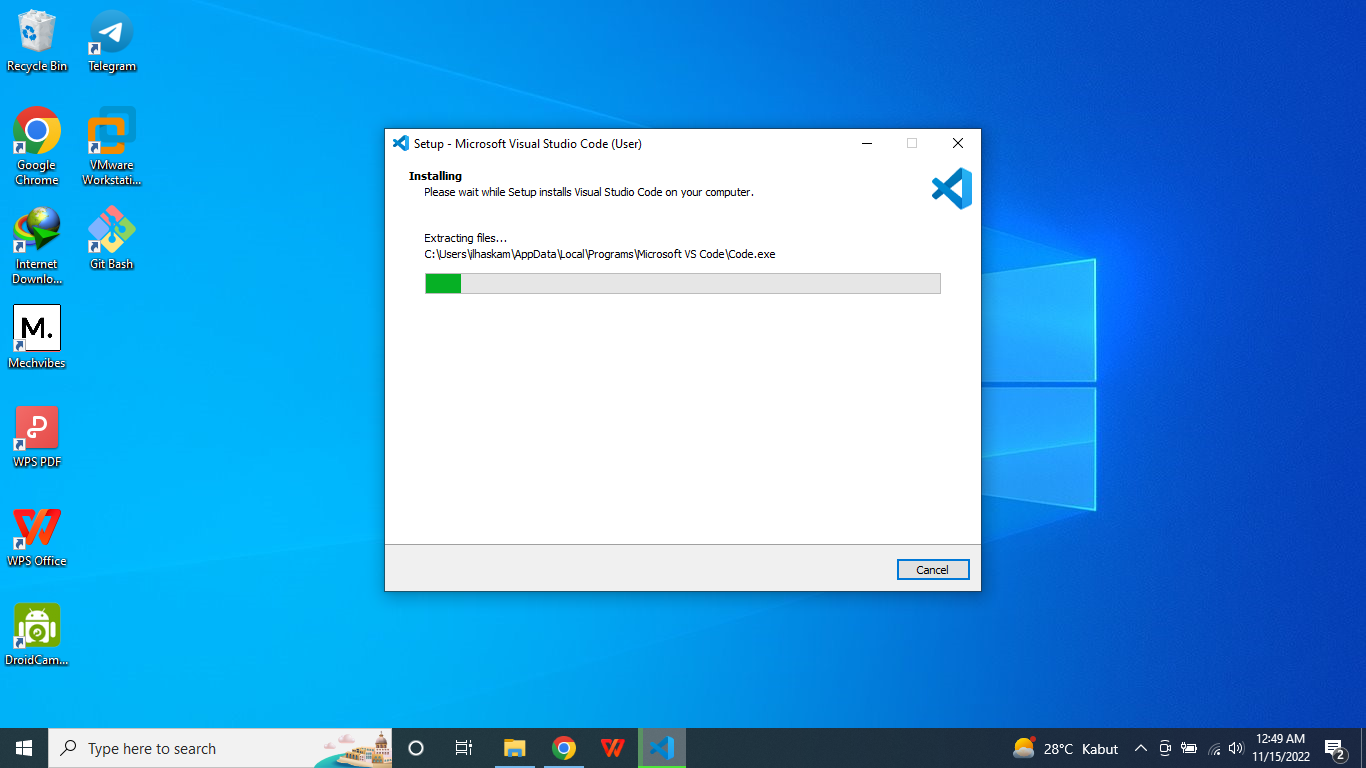 Recycle Bin
Telegram
Google
Chrome
VMware
Workstati...
Internet
Downlo...
Git Bash
M.
Mechvibes
WPS PDF
WPS Office
DroidCam...
Setup - Microsoft Visual Studio Code (User)
Installing
Please wait while Setup installs Visual Studio Code on your computer.
Extracting files...
C:\Users\ilhaskam\AppData\Local\Programs\Microsoft VS Code\Code.exe
Cancel
Type here to search
28°C Kabut
12:49 AM
11/15/2022
2